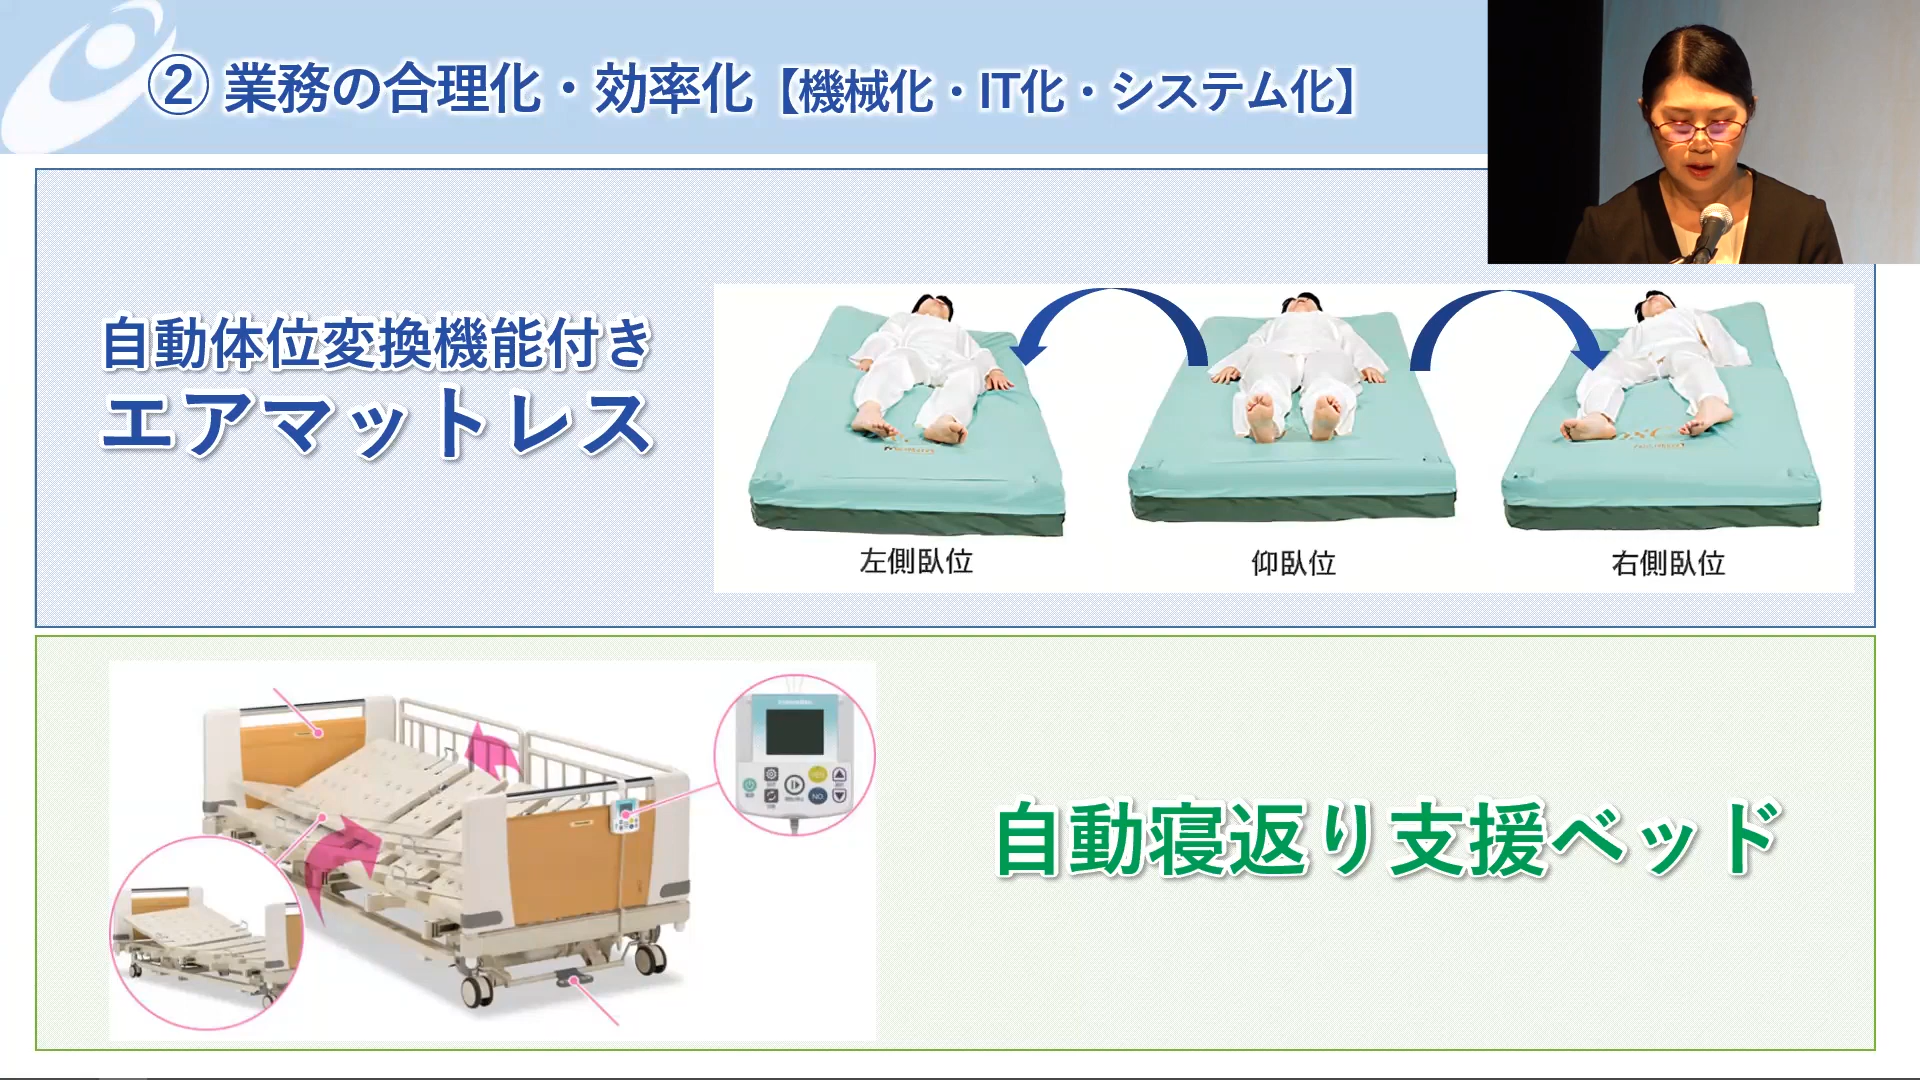 ② 業務の合理化・効率化【機械化・IT化・システム化】
自動体位変換機能付き
エアマットレス
左側臥位
仰臥位
右側臥位
自動寝返り支援ベッド
YES
NO